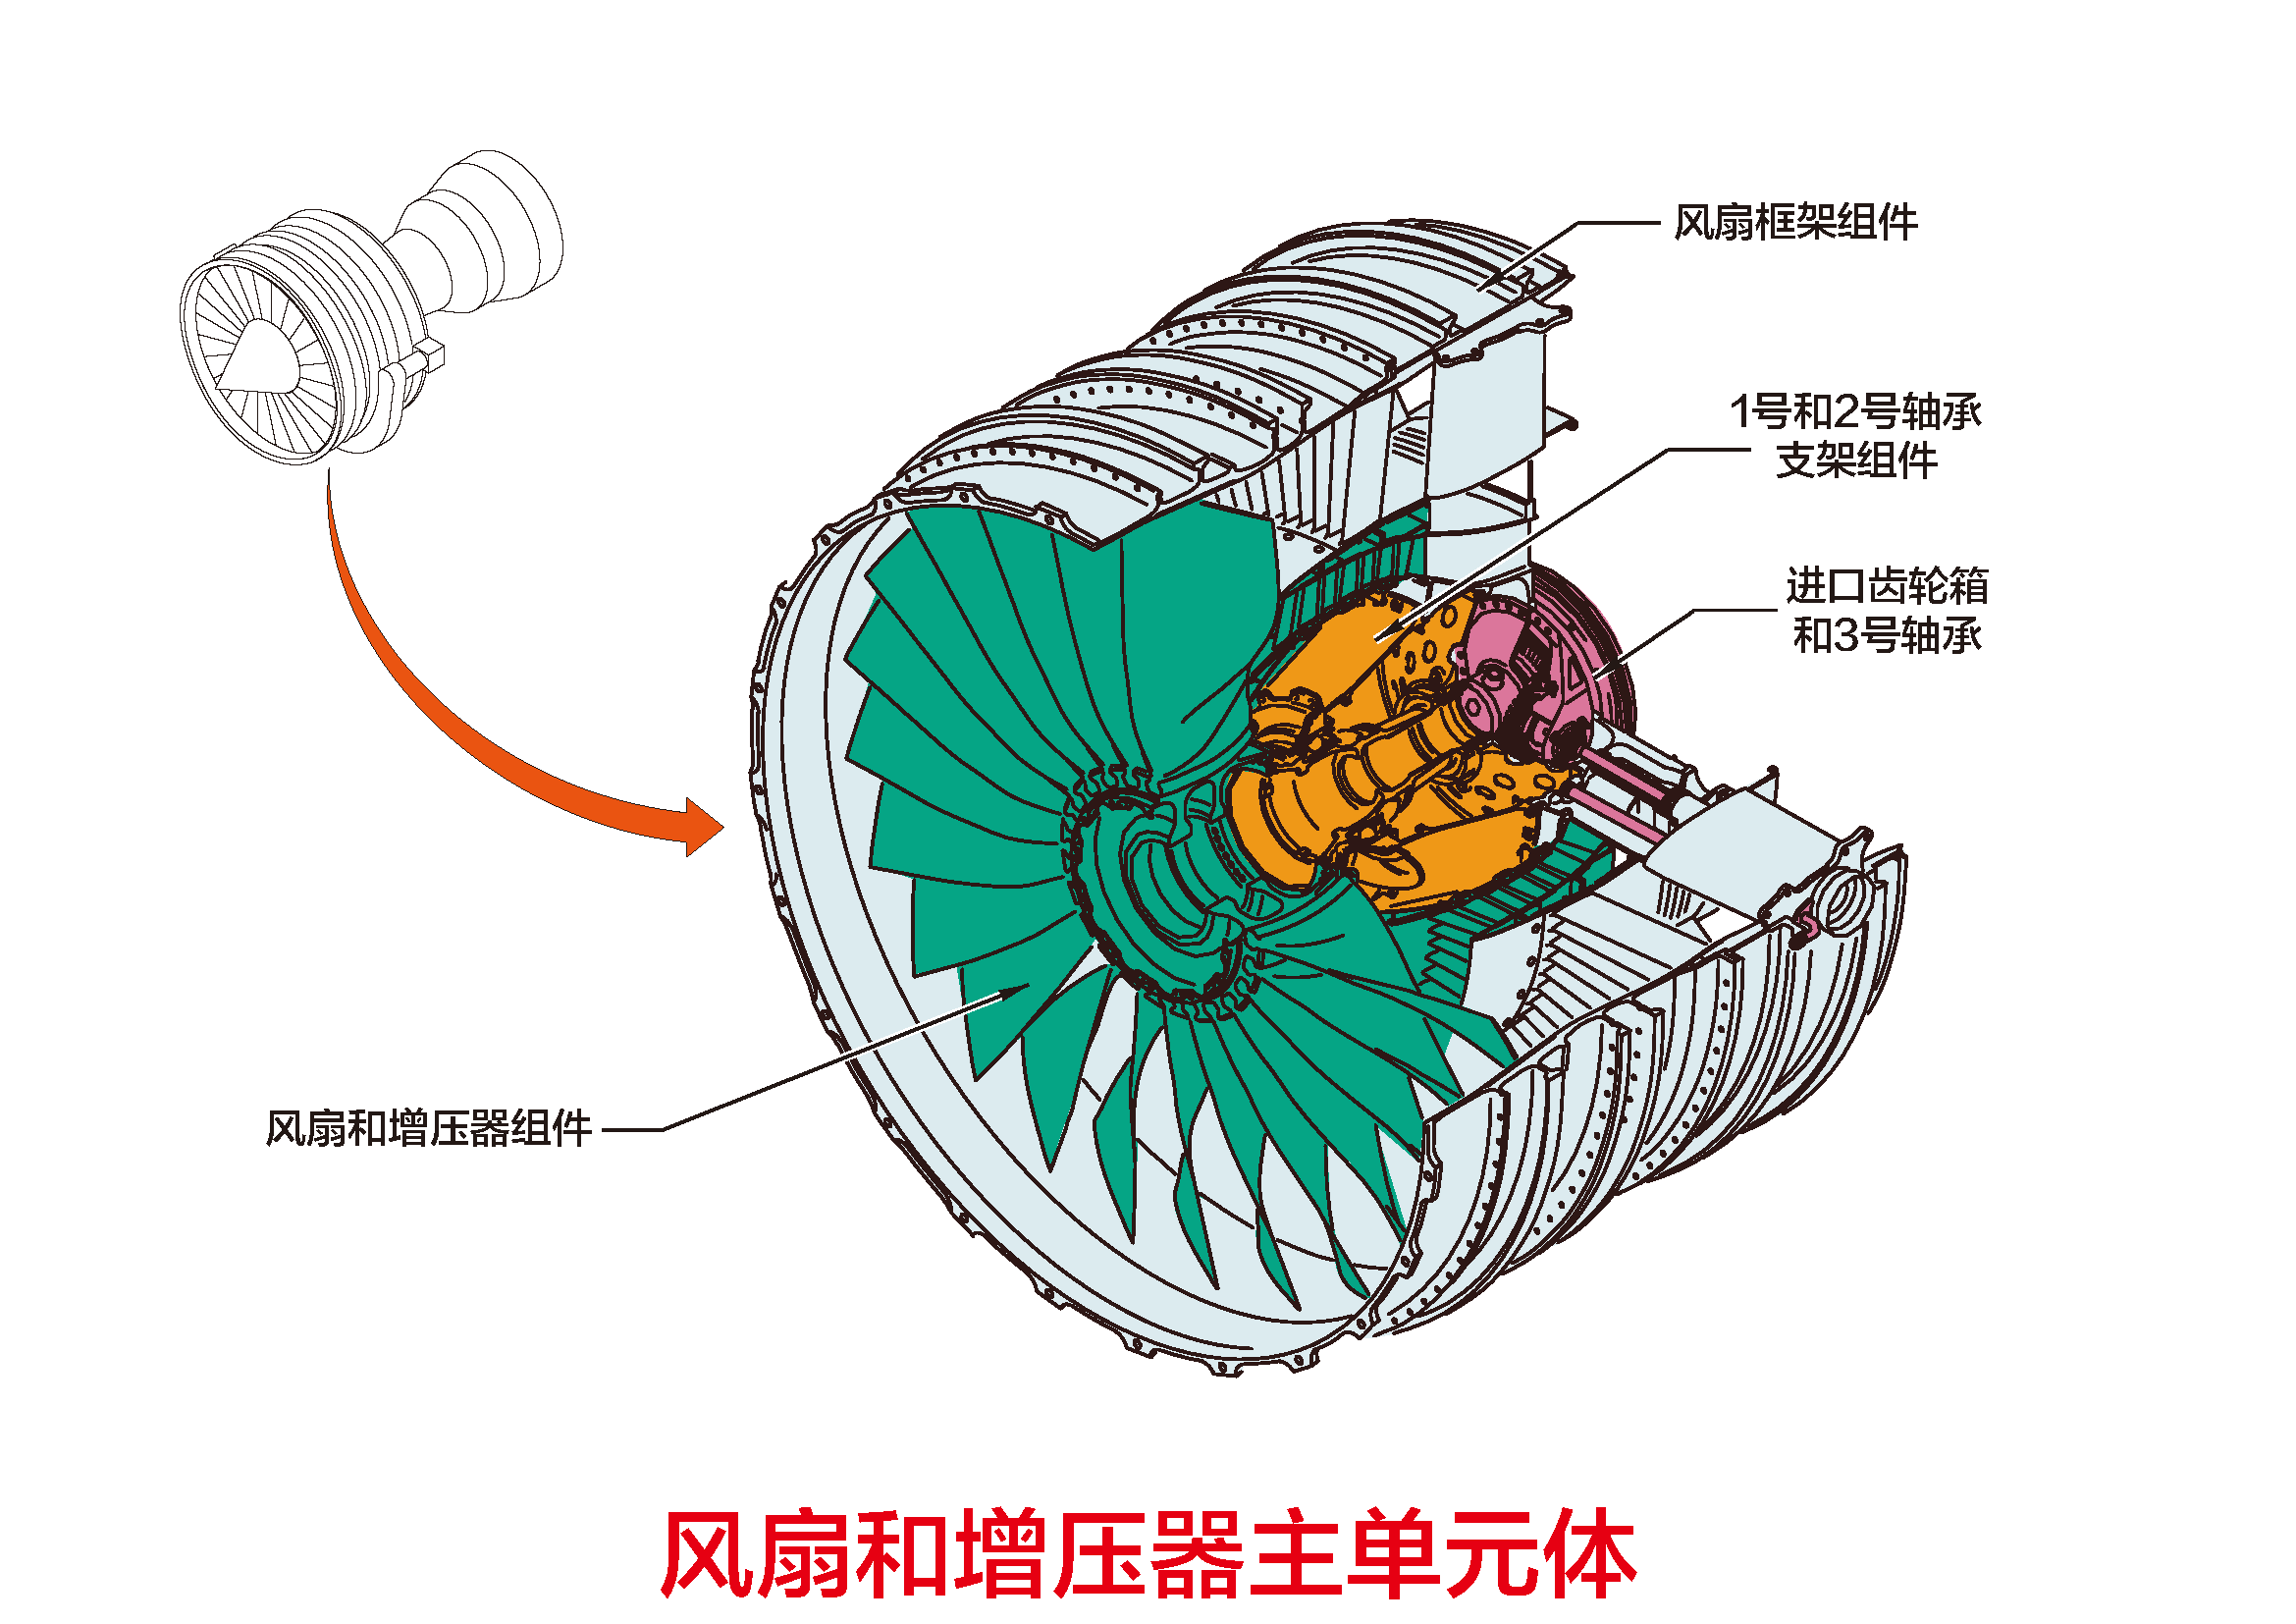 风扇框架组件
1号和2号轴承
支架组件
进口齿轮箱
和3号轴承
风扇和增压器组件
风扇和增压器主单元体